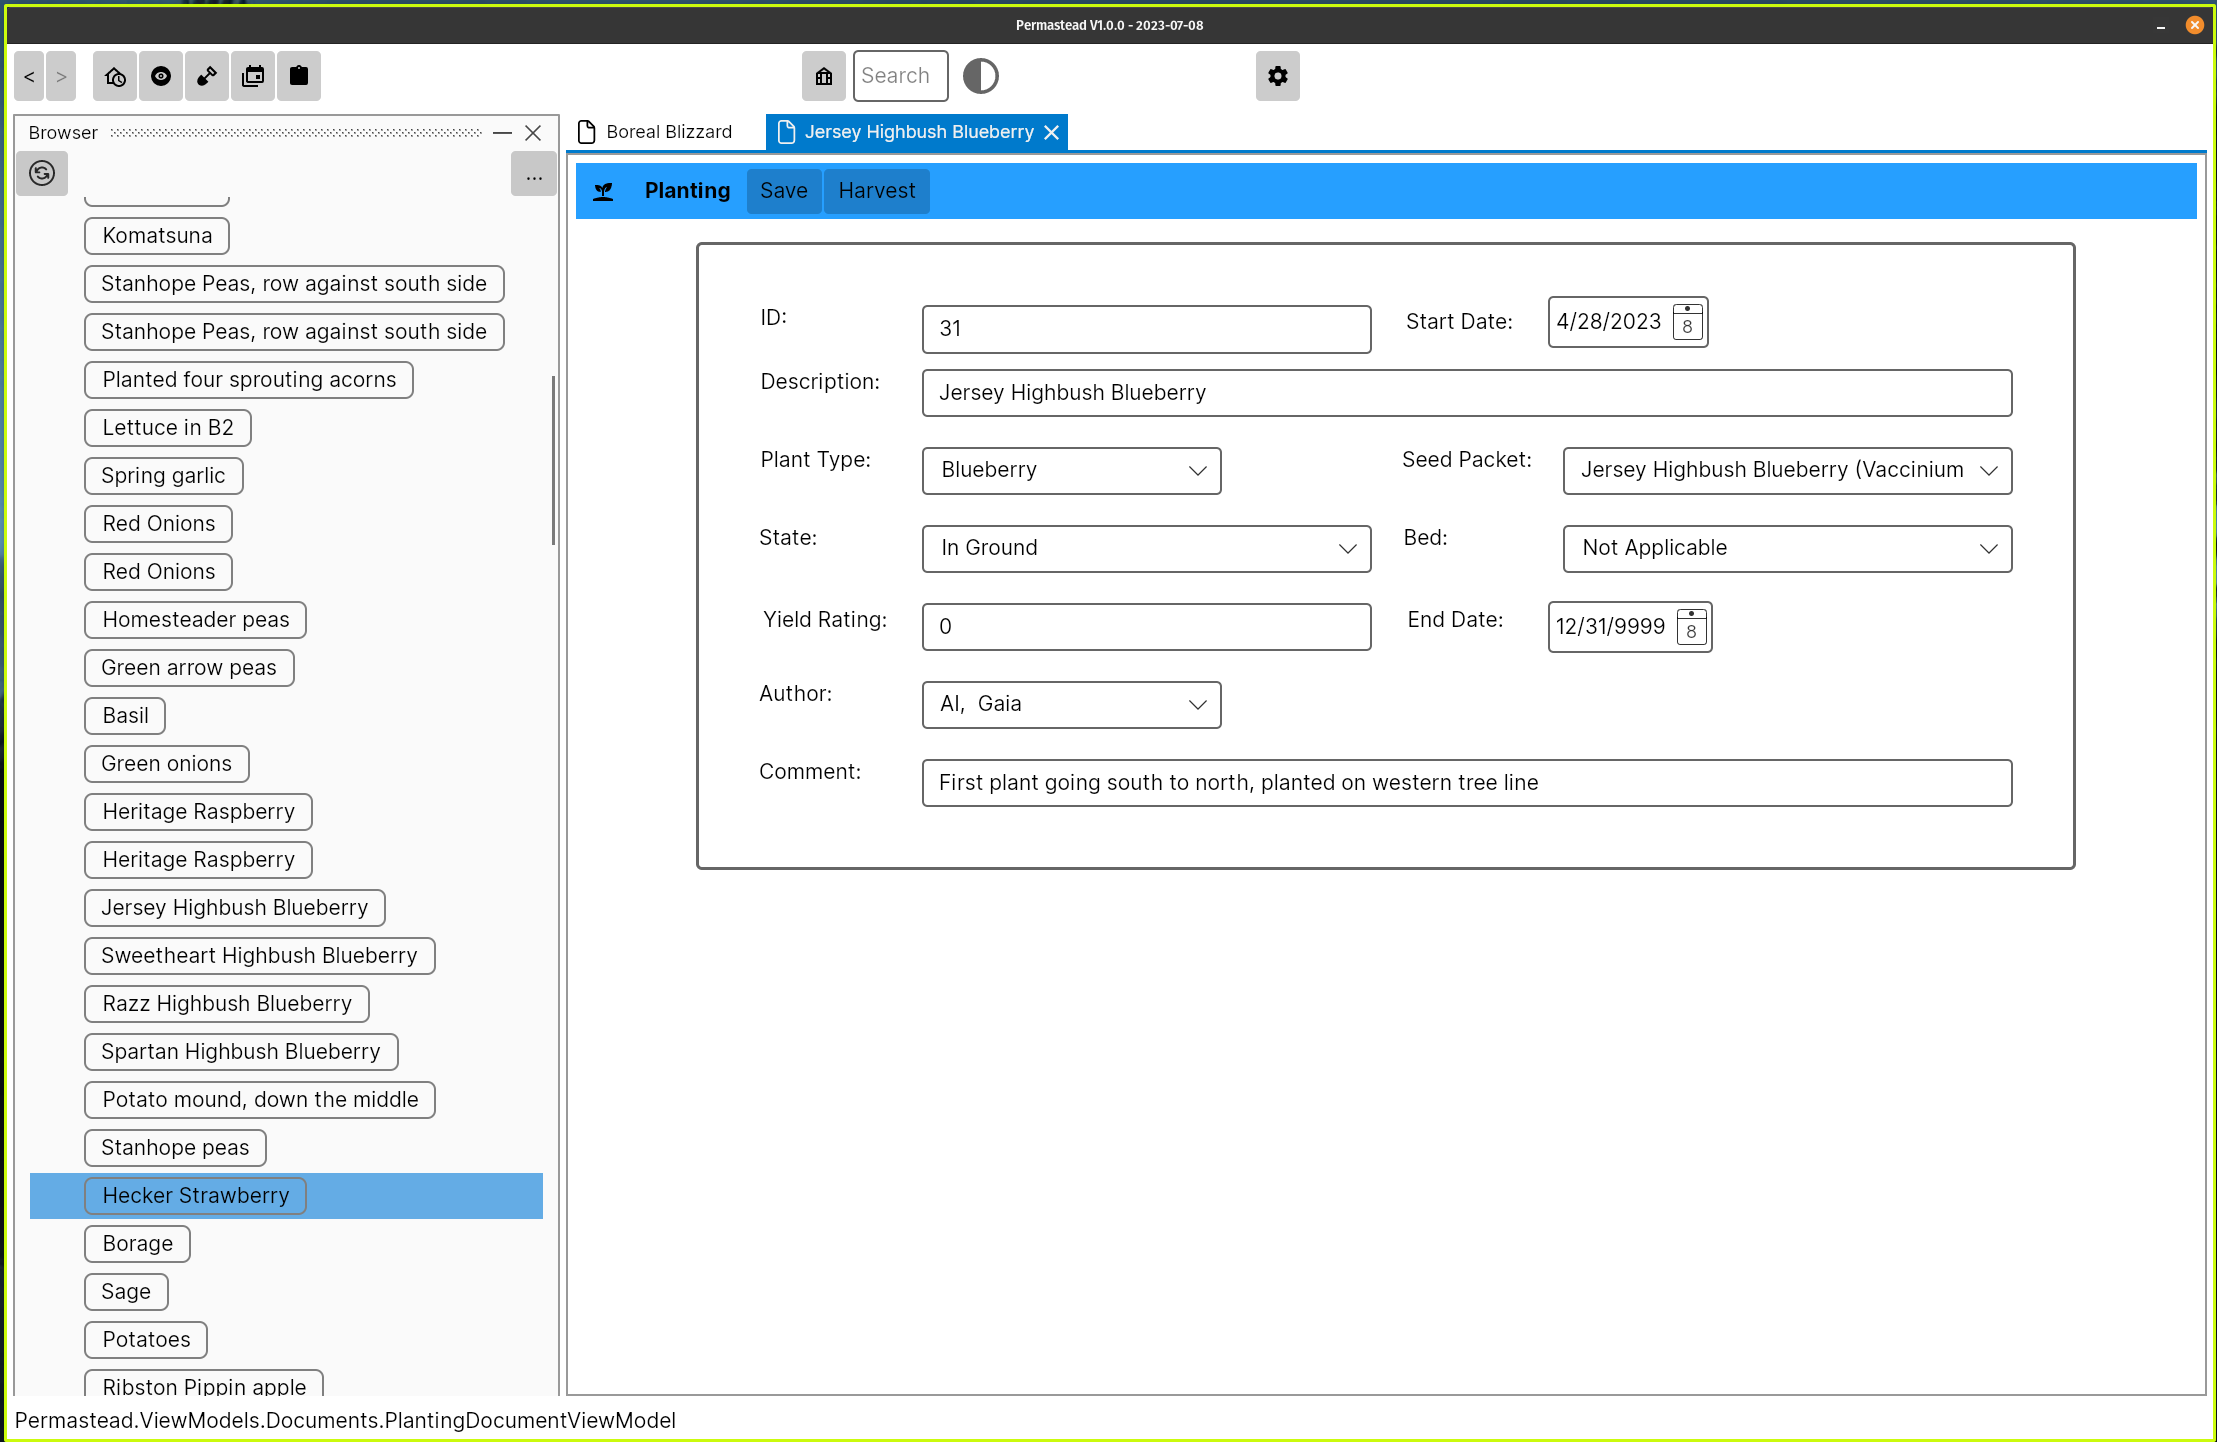 Permastead V1.0.0 - 2023-07-08
< >
Search
Browser
...
Komatsuna
Stanhope Peas, row against south side
Stanhope Peas, row against south side
Planted four sprouting acorns
Lettuce in B2
Spring garlic
Red Onions
Red Onions
Homesteader peas
Green arrow peas
Basil
Green onions
Heritage Raspberry
Heritage Raspberry
Jersey Highbush Blueberry
Sweetheart Highbush Blueberry
Razz Highbush Blueberry
Spartan Highbush Blueberry
Potato mound, down the middle
Stanhope peas
Hecker Strawberry
Borage
Sage
Potatoes
Ribston Pippin apple
Boreal Blizzard
Jersey Highbush Blueberry
Planting Save Harvest
ID: 31 Start Date: 4/28/2023 8
Description: Jersey Highbush Blueberry
Plant Type: Blueberry Seed Packet: Jersey Highbush Blueberry (Vaccinium
State: In Ground Bed: Not Applicable
Yield Rating: 0 End Date: 12/31/9999 8
Author: AI, Gaia
Comment: First plant going south to north, planted on western tree line
Permastead.ViewModels.Documents.PlantingDocumentViewModel